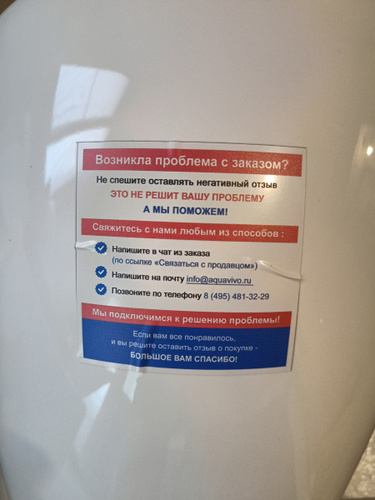 Возникла проблема с заказом?
Не спешите оставлять негативный отзыв
ЭТО НЕ РЕШИТ ВАШУ ПРОБЛЕМУ
А МЫ ПОМОЖЕМ!
Свяжитесь с нами любым из способов :
Напишите в чат из заказа
(по ссылке «Связаться с продавцом»)
Напишите на почту info@aquavivo.ru
Позвоните по телефону 8 (495) 481-32-29
Мы подключимся к решению проблемы!
Если вам все понравилось,
и вы решите оставить отзыв о покупке -
БОЛЬШОЕ ВАМ СПАСИБО!